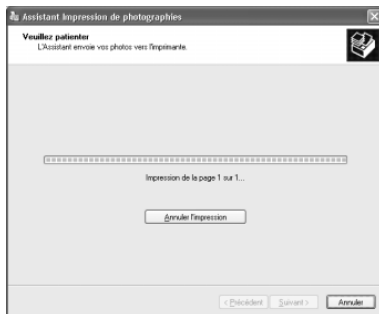 Assistant Impression de photographies
Veuillez patienter
L'Assistant envoie vos photos vers l'imprimante.
Impression de la page 1 sur 1...
Annuler l'impression
< Précédent
Suivant >
Annuler